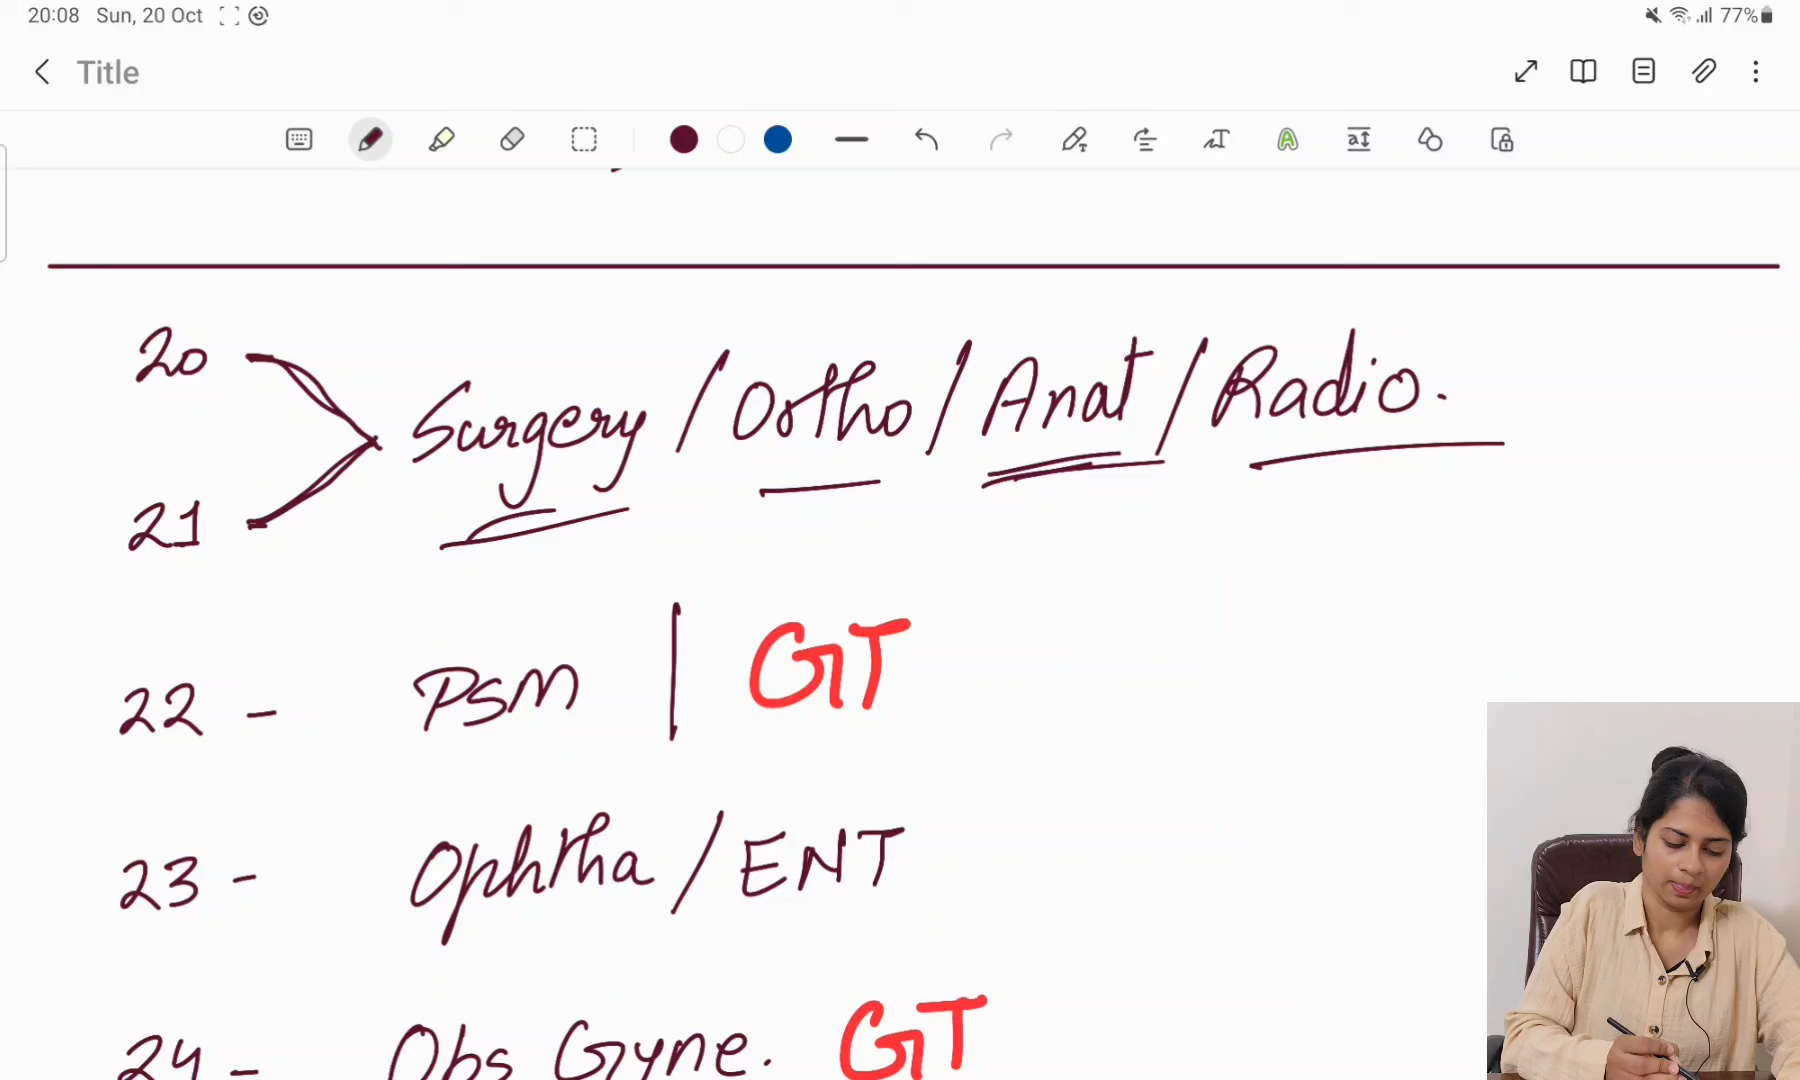 20:08 Sun, 20 Oct 77%
Title
20
Surgery / Ortho / Anat / Radio.
21
22 - PSM | GT
23 - Ophtha / ENT
24 - Obs Gyne. GT